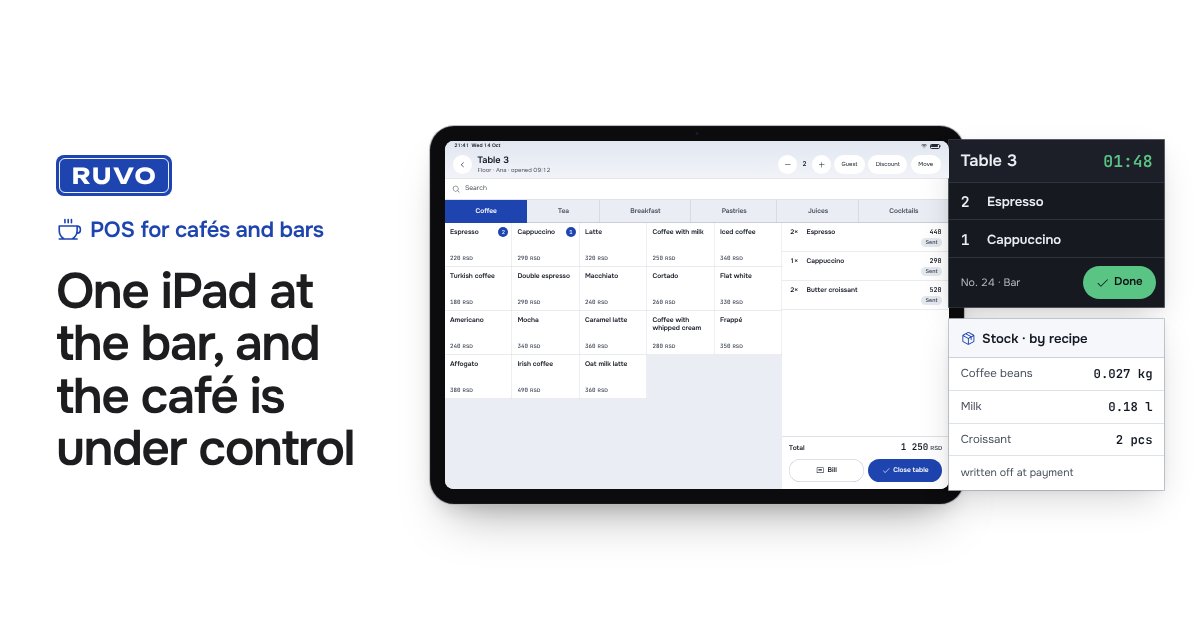 RUVO
POS for cafés and bars
One iPad at
the bar, and
the café is
under control
21:41 Wed 14 Oct
Table 3
Floor · Ana · opened 09:12
2
Guest
Discount
Move
Search
Coffee
Tea
Breakfast
Pastries
Juices
Cocktails
Espresso 2
220 RSD
Cappuccino 1
290 RSD
Latte
320 RSD
Coffee with milk
250 RSD
Iced coffee
340 RSD
Turkish coffee
180 RSD
Double espresso
290 RSD
Macchiato
240 RSD
Cortado
260 RSD
Flat white
330 RSD
Americano
240 RSD
Mocha
340 RSD
Caramel latte
360 RSD
Coffee with
whipped cream
280 RSD
Frappé
350 RSD
Affogato
380 RSD
Irish coffee
490 RSD
Oat milk latte
360 RSD
2× Espresso 440
Sent
1× Cappuccino 290
Sent
2× Butter croissant 520
Sent
Total 1 250 RSD
Bill
Close table
Table 3 01:48
2 Espresso
1 Cappuccino
No. 24 · Bar
Done
Stock · by recipe
Coffee beans 0.027 kg
Milk 0.18 l
Croissant 2 pcs
written off at payment